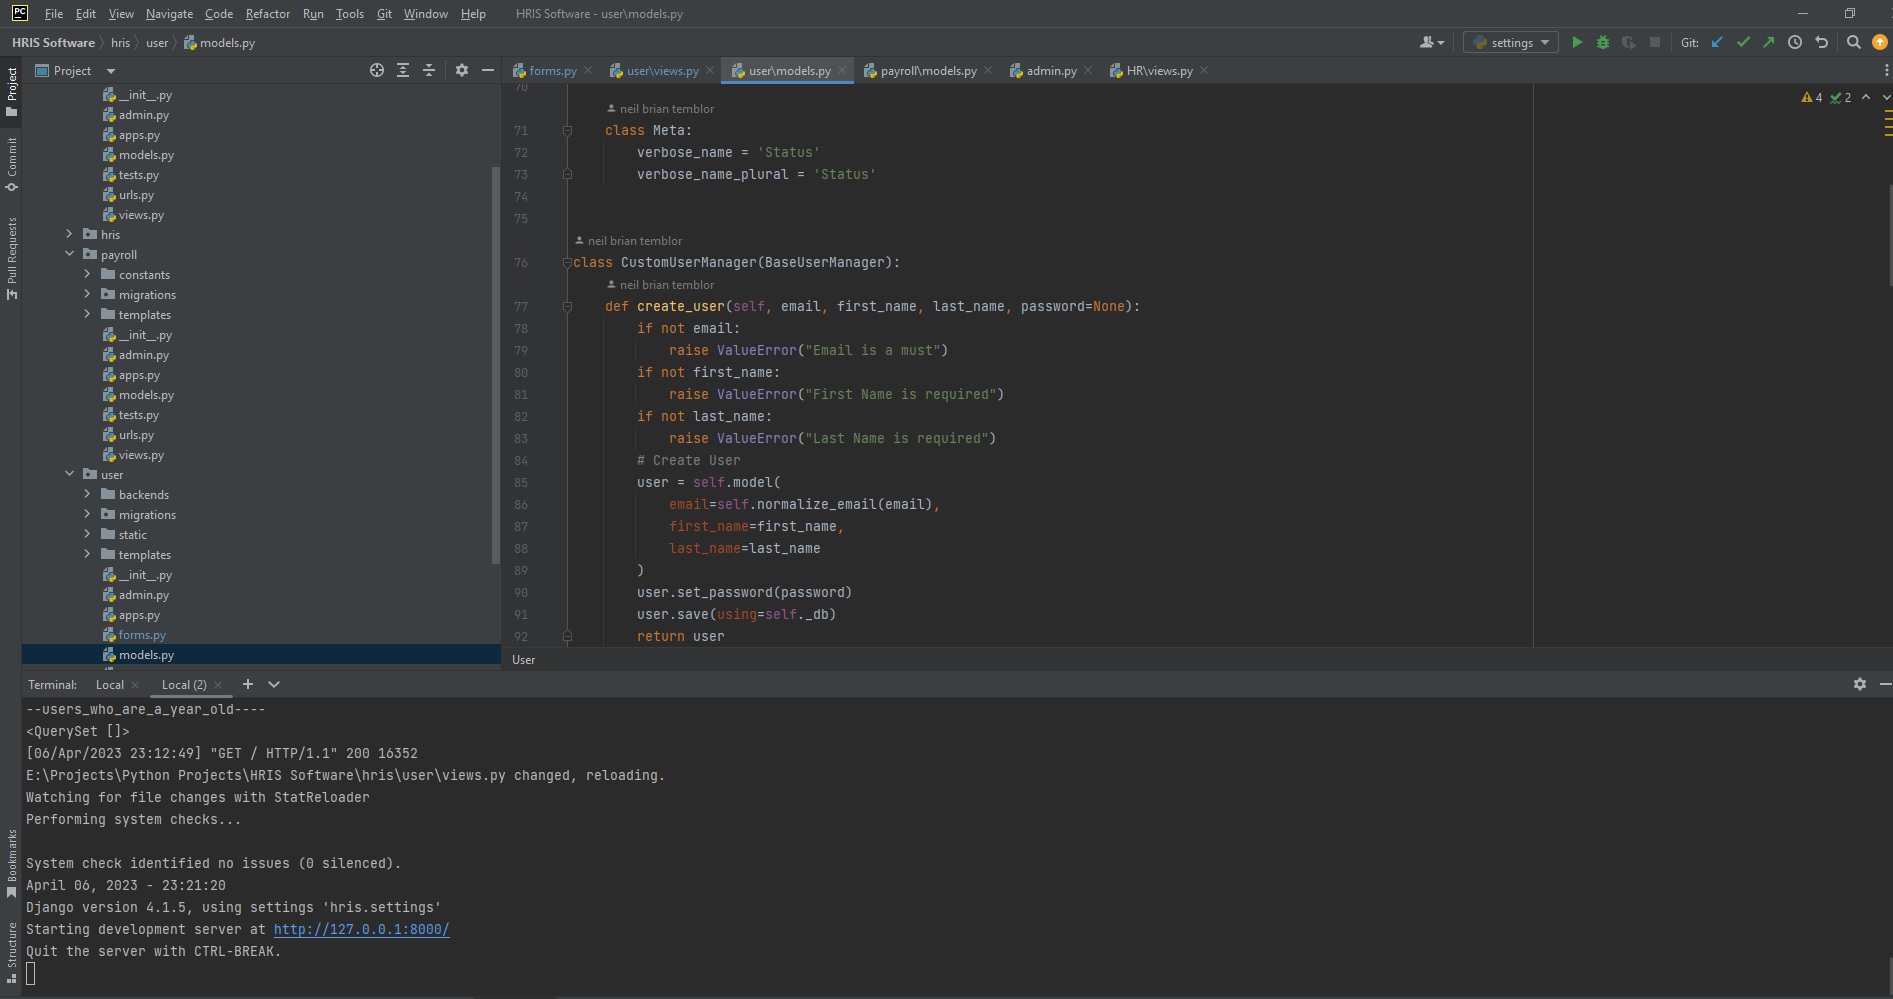 PC File Edit View Navigate Code Refactor Run Tools Git Window Help HRIS Software - user\models.py
HRIS Software hris user models.py settings Git:
Project
Commit
Pull Requests
Bookmarks
Structure
Project
__init__.py
admin.py
apps.py
models.py
tests.py
urls.py
views.py
hris
payroll
constants
migrations
templates
__init__.py
admin.py
apps.py
models.py
tests.py
urls.py
views.py
user
backends
migrations
static
templates
__init__.py
admin.py
apps.py
forms.py
models.py
forms.py user\views.py user\models.py payroll\models.py admin.py HR\views.py
4 2
70
neil brian temblor
71 class Meta:
72 verbose_name = 'Status'
73 verbose_name_plural = 'Status'
74
75
neil brian temblor
76 class CustomUserManager(BaseUserManager):
neil brian temblor
77 def create_user(self, email, first_name, last_name, password=None):
78 if not email:
79 raise ValueError("Email is a must")
80 if not first_name:
81 raise ValueError("First Name is required")
82 if not last_name:
83 raise ValueError("Last Name is required")
84 # Create User
85 user = self.model(
86 email=self.normalize_email(email),
87 first_name=first_name,
88 last_name=last_name
89 )
90 user.set_password(password)
91 user.save(using=self._db)
92 return user
User
Terminal: Local Local (2)
--users_who_are_a_year_old----
<QuerySet []>
[06/Apr/2023 23:12:49] "GET / HTTP/1.1" 200 16352
E:\Projects\Python Projects\HRIS Software\hris\user\views.py changed, reloading.
Watching for file changes with StatReloader
Performing system checks...
System check identified no issues (0 silenced).
April 06, 2023 - 23:21:20
Django version 4.1.5, using settings 'hris.settings'
Starting development server at http://127.0.0.1:8000/
Quit the server with CTRL-BREAK.